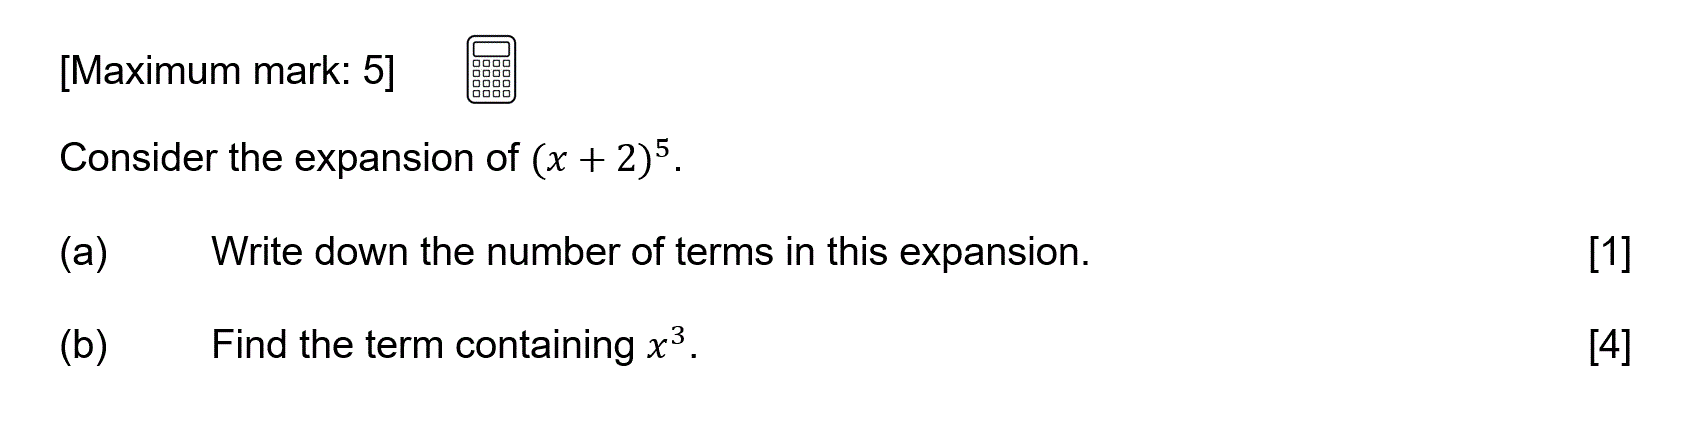 [Maximum mark: 5]
Consider the expansion of (x + 2)⁵.
(a) Write down the number of terms in this expansion. [1]
(b) Find the term containing x³. [4]